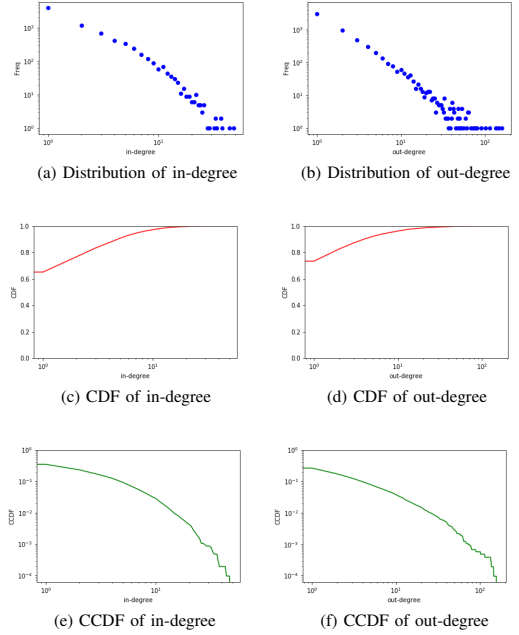 10³
10²
10¹
10⁰
Freq
10⁰
10¹
in-degree
(a) Distribution of in-degree
10³
10²
10¹
10⁰
Freq
10⁰
10¹
10²
out-degree
(b) Distribution of out-degree
1.0
0.8
0.6
0.4
0.2
0.0
CDF
10⁰
10¹
in-degree
(c) CDF of in-degree
1.0
0.8
0.6
0.4
0.2
0.0
CDF
10⁰
10¹
10²
out-degree
(d) CDF of out-degree
10⁰
10⁻¹
10⁻²
10⁻³
10⁻⁴
CCDF
10⁰
10¹
in-degree
(e) CCDF of in-degree
10⁰
10⁻¹
10⁻²
10⁻³
10⁻⁴
CCDF
10⁰
10¹
10²
out-degree
(f) CCDF of out-degree